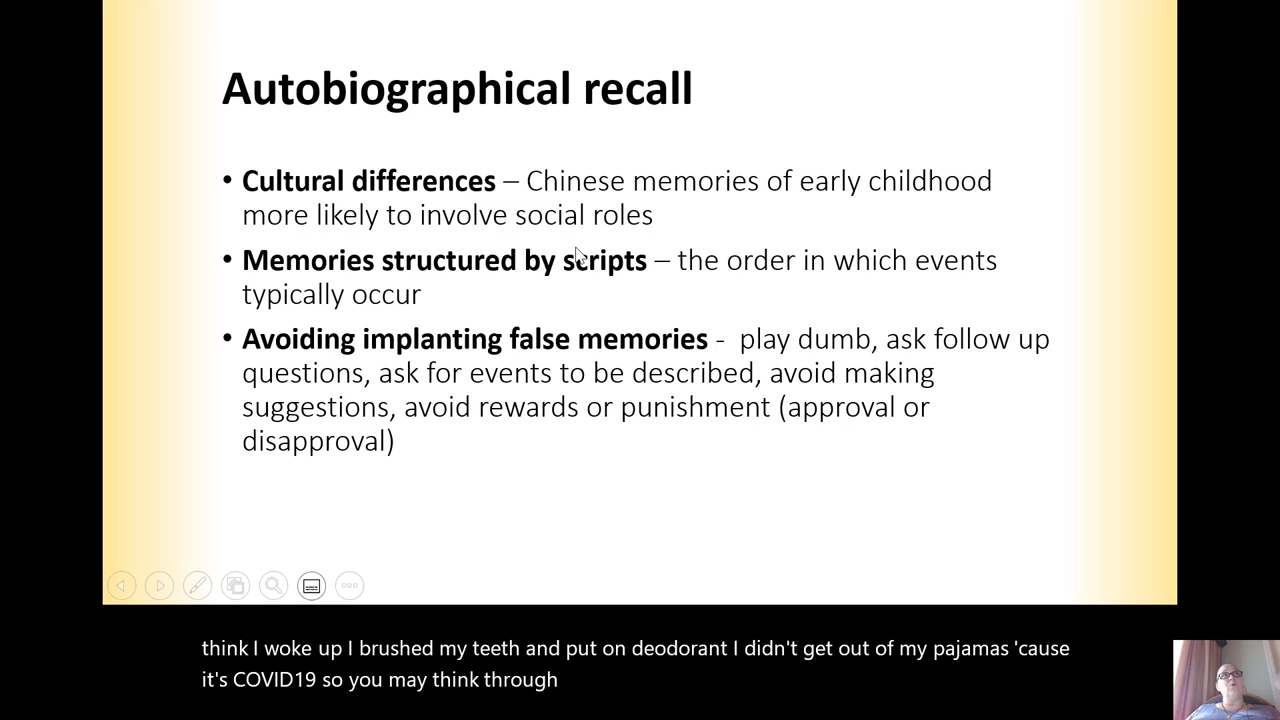 Autobiographical recall
• Cultural differences – Chinese memories of early childhood
more likely to involve social roles
• Memories structured by scripts – the order in which events
typically occur
• Avoiding implanting false memories - play dumb, ask follow up
questions, ask for events to be described, avoid making
suggestions, avoid rewards or punishment (approval or
disapproval)
think I woke up I brushed my teeth and put on deodorant I didn't get out of my pajamas 'cause
it's COVID19 so you may think through